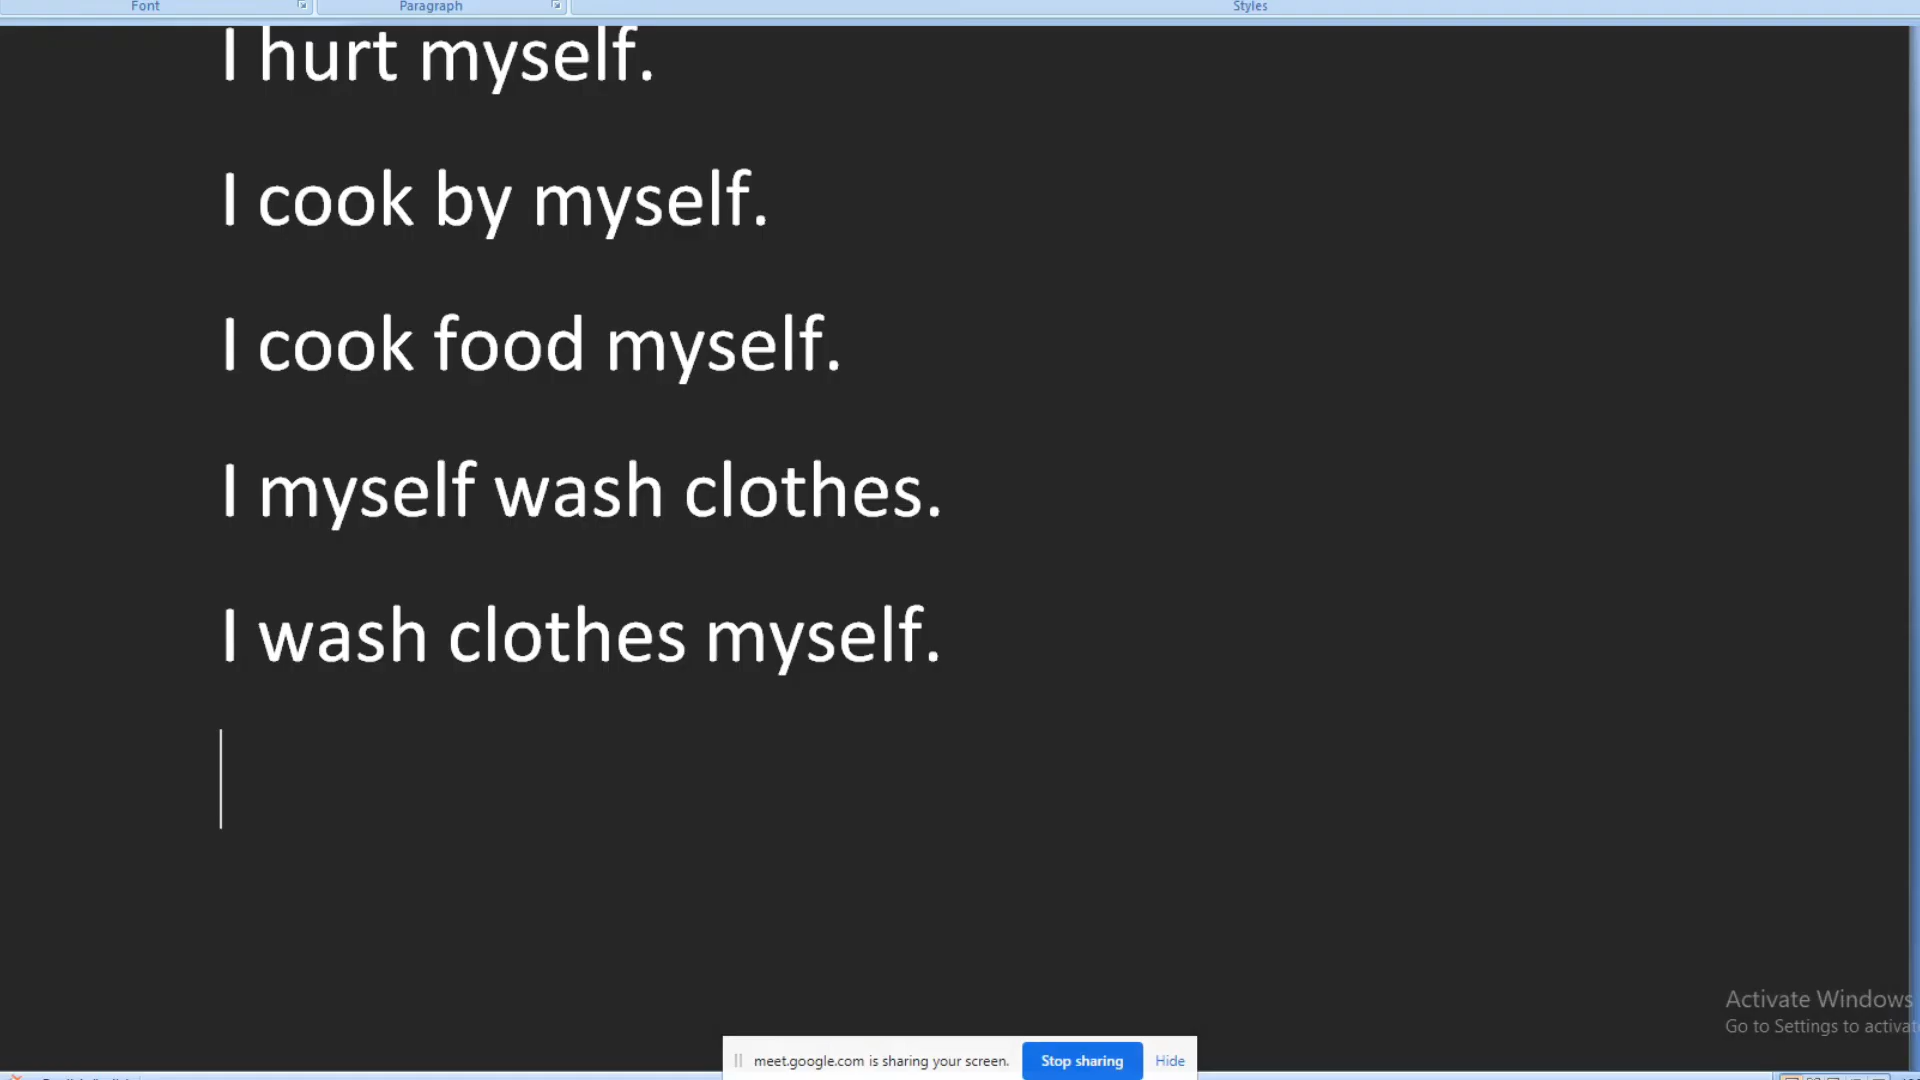 Font Paragraph Styles
I hurt myself.
I cook by myself.
I cook food myself.
I myself wash clothes.
I wash clothes myself.
Activate Windows
Go to Settings to activat
meet.google.com is sharing your screen. Stop sharing Hide